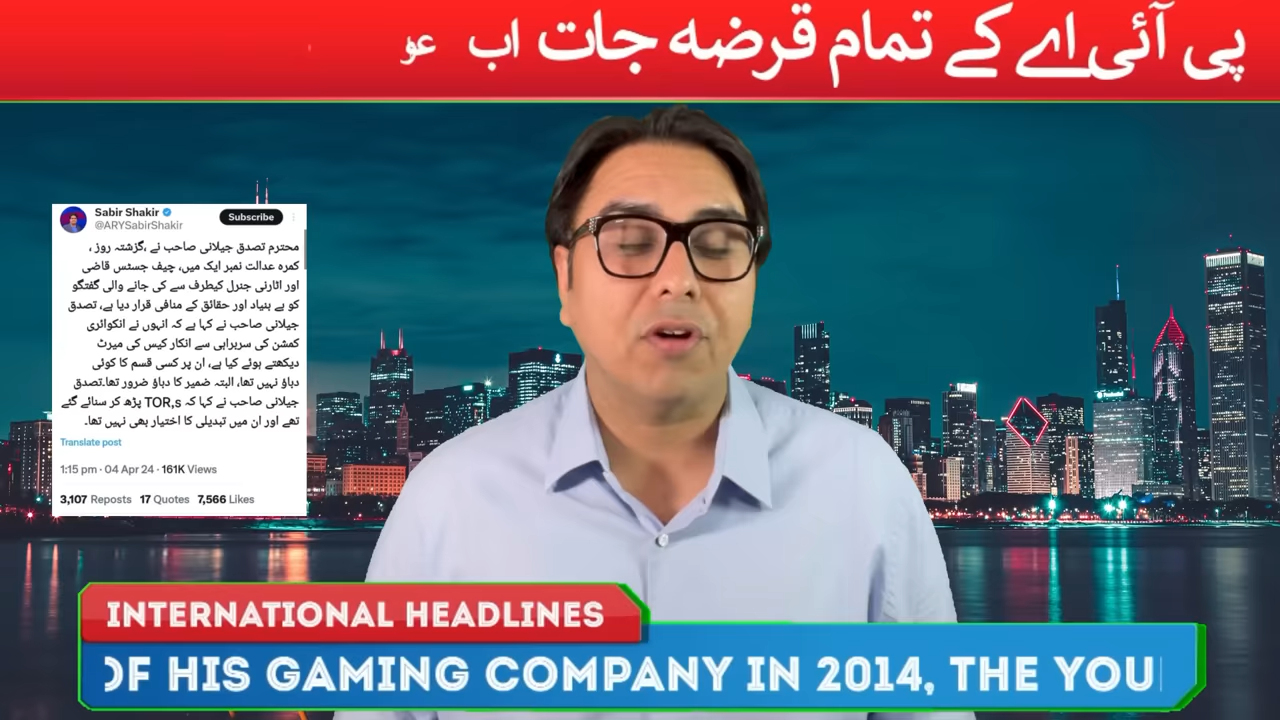 پی آئی اے کے تمام قرضہ جات اب
Sabir Shakir
@ARYSabirShakir
Subscribe
محترم تصدق جیلانی صاحب نے ،گزشتہ روز ،
کمرہ عدالت نمبر ایک میں، چیف جسٹس قاضی
اور اٹارنی جنرل کیطرف سے کی جانے والی گفتگو
کو بے بنیاد اور حقائق کے منافی قرار دیا ہے، تصدق
جیلانی صاحب نے کہا ہے کہ انہوں نے انکوائری
کمشن کی سربراہی سے انکار کیس کی میرٹ
دیکھتے ہوئے کیا ہے، ان پر کسی قسم کا کوئی
دباؤ نہیں تھا، البتہ ضمیر کا دباؤ ضرور تھا.تصدق
جیلانی صاحب نے کہا کہ TOR,s پڑھ کر سنائے گئے
تھے اور ان میں تبدیلی کا اختیار بھی نہیں تھا۔
Translate post
1:15 pm · 04 Apr 24 · 161K Views
3,107 Reposts 17 Quotes 7,566 Likes
INTERNATIONAL HEADLINES
OF HIS GAMING COMPANY IN 2014, THE YOU